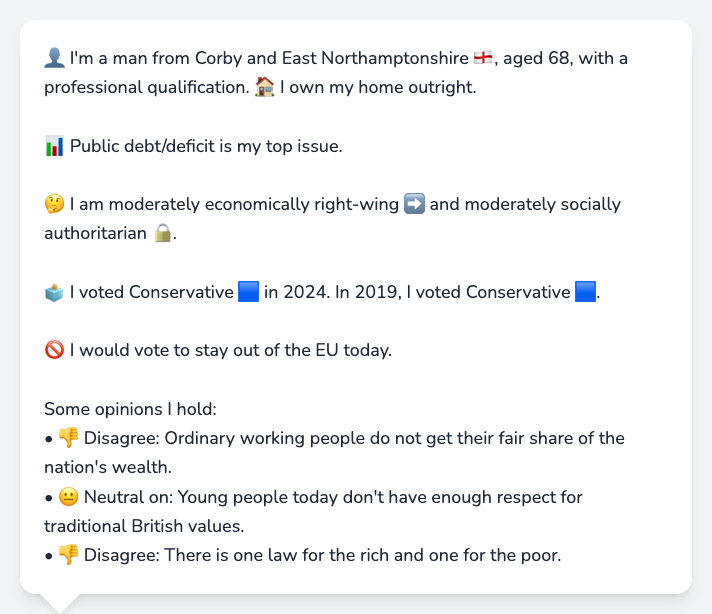 👤 I'm a man from Corby and East Northamptonshire 🏴󠁧󠁢󠁥󠁮󠁧󠁿, aged 68, with a
professional qualification. 🏠 I own my home outright.
📊 Public debt/deficit is my top issue.
🤔 I am moderately economically right-wing ➡️ and moderately socially
authoritarian 🔒.
🗳️ I voted Conservative 🟦 in 2024. In 2019, I voted Conservative 🟦.
🚫 I would vote to stay out of the EU today.
Some opinions I hold:
• 👎 Disagree: Ordinary working people do not get their fair share of the
nation's wealth.
• 😐 Neutral on: Young people today don't have enough respect for
traditional British values.
• 👎 Disagree: There is one law for the rich and one for the poor.